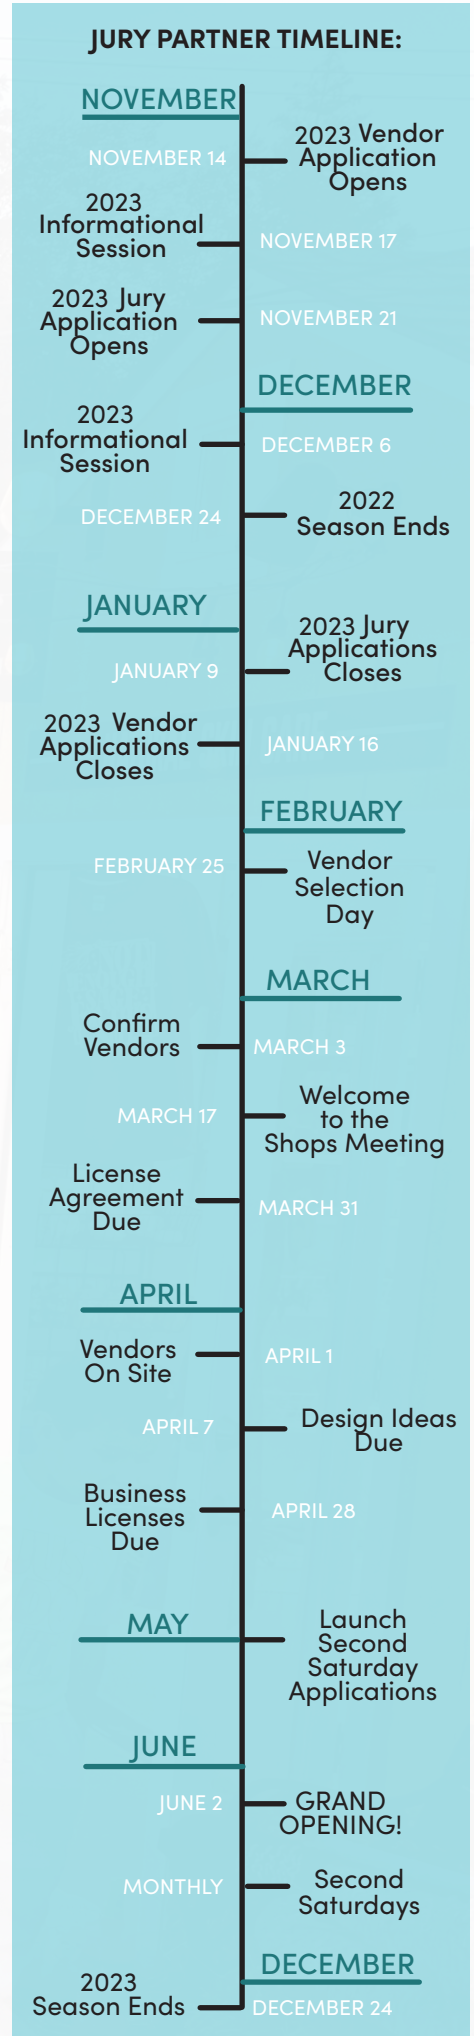 JURY PARTNER TIMELINE:
NOVEMBER
NOVEMBER 14
2023 Vendor
Application
Opens
2023
Informational
Session
NOVEMBER 17
2023 Jury
Application
Opens
NOVEMBER 21
DECEMBER
2023
Informational
Session
DECEMBER 6
DECEMBER 24
2022
Season Ends
JANUARY
JANUARY 9
2023 Jury
Applications
Closes
2023 Vendor
Applications
Closes
JANUARY 16
FEBRUARY
FEBRUARY 25
Vendor
Selection
Day
MARCH
Confirm
Vendors
MARCH 3
MARCH 17
Welcome
to the
Shops Meeting
License
Agreement
Due
MARCH 31
APRIL
Vendors
On Site
APRIL 1
APRIL 7
Design Ideas
Due
Business
Licenses
Due
APRIL 28
MAY
Launch
Second
Saturday
Applications
JUNE
JUNE 2
GRAND
OPENING!
MONTHLY
Second
Saturdays
DECEMBER
2023
Season Ends
DECEMBER 24